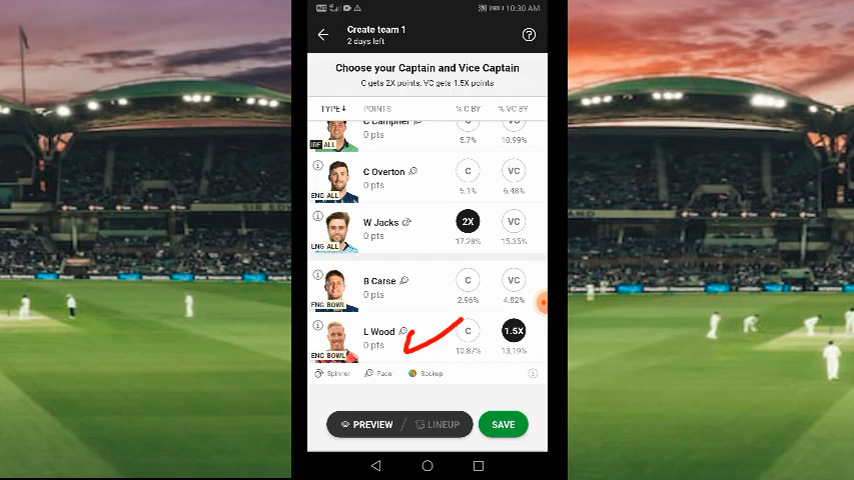 10:30 AM
Create team 1
2 days left
Choose your Captain and Vice Captain
C gets 2X points, VC gets 1.5X points
TYPE POINTS % C BY % VC BY
C Campher C VC
0 pts
IRE ALL 5.7% 10.99%
C Overton C VC
0 pts
ENG ALL 5.1% 6.48%
W Jacks 2X VC
0 pts
ENG ALL 17.28% 15.35%
B Carse C VC
0 pts
ENG BOWL 2.96% 4.82%
L Wood C 1.5X
0 pts
ENG BOWL 10.87% 13.19%
Spinner Pace Backup
PREVIEW / LINEUP SAVE